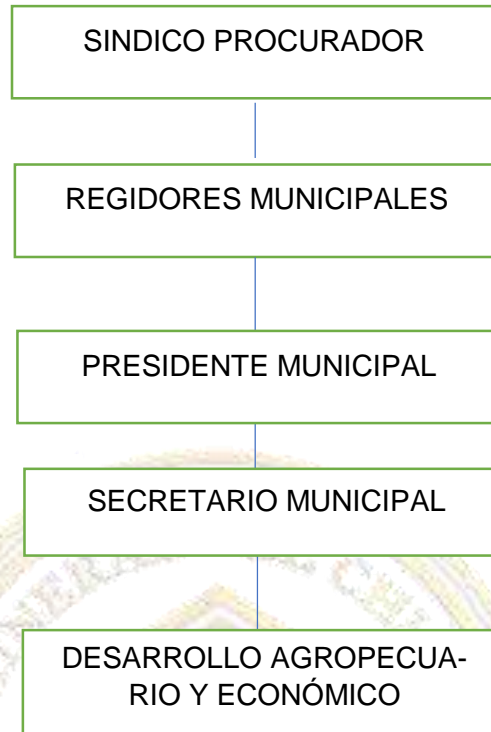 SINDICO PROCURADOR
REGIDORES MUNICIPALES
PRESIDENTE MUNICIPAL
SECRETARIO MUNICIPAL
DESARROLLO AGROPECUA-
RIO Y ECONÓMICO